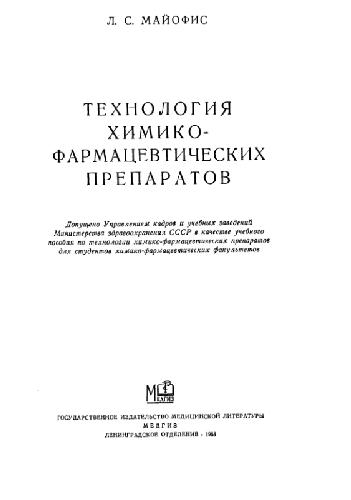 Л. С. МАЙОФИС
ТЕХНОЛОГИЯ
ХИМИКО-
ФАРМАЦЕВТИЧЕСКИХ
ПРЕПАРАТОВ
Допущено Управлением кадров и учебных заведений
Министерства здравоохранения СССР в качестве учебного
пособия по технологии химико-фармацевтических препаратов
для студентов химико-фармацевтических факультетов
МЕДГИЗ
ГОСУДАРСТВЕННОЕ ИЗДАТЕЛЬСТВО МЕДИЦИНСКОЙ ЛИТЕРАТУРЫ
МЕДГИЗ
ЛЕНИНГРАДСКОЕ ОТДЕЛЕНИЕ -